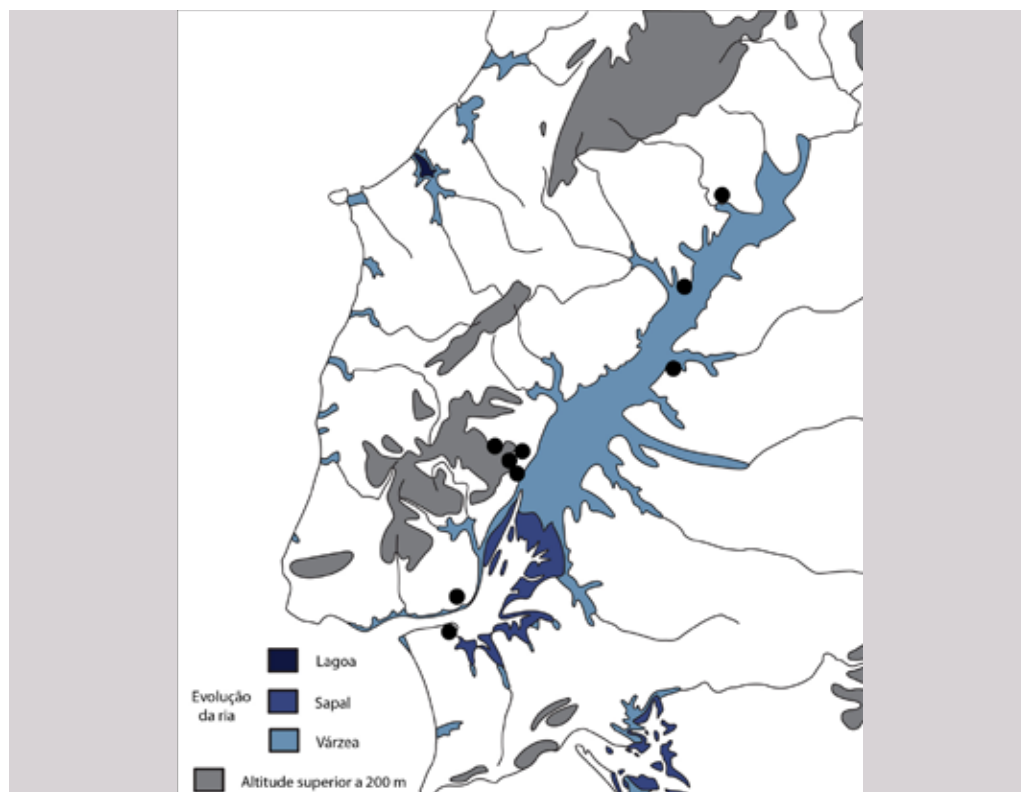 Lagoa
Evolução
da ria
Sapal
Várzea
Altitude superior a 200 m